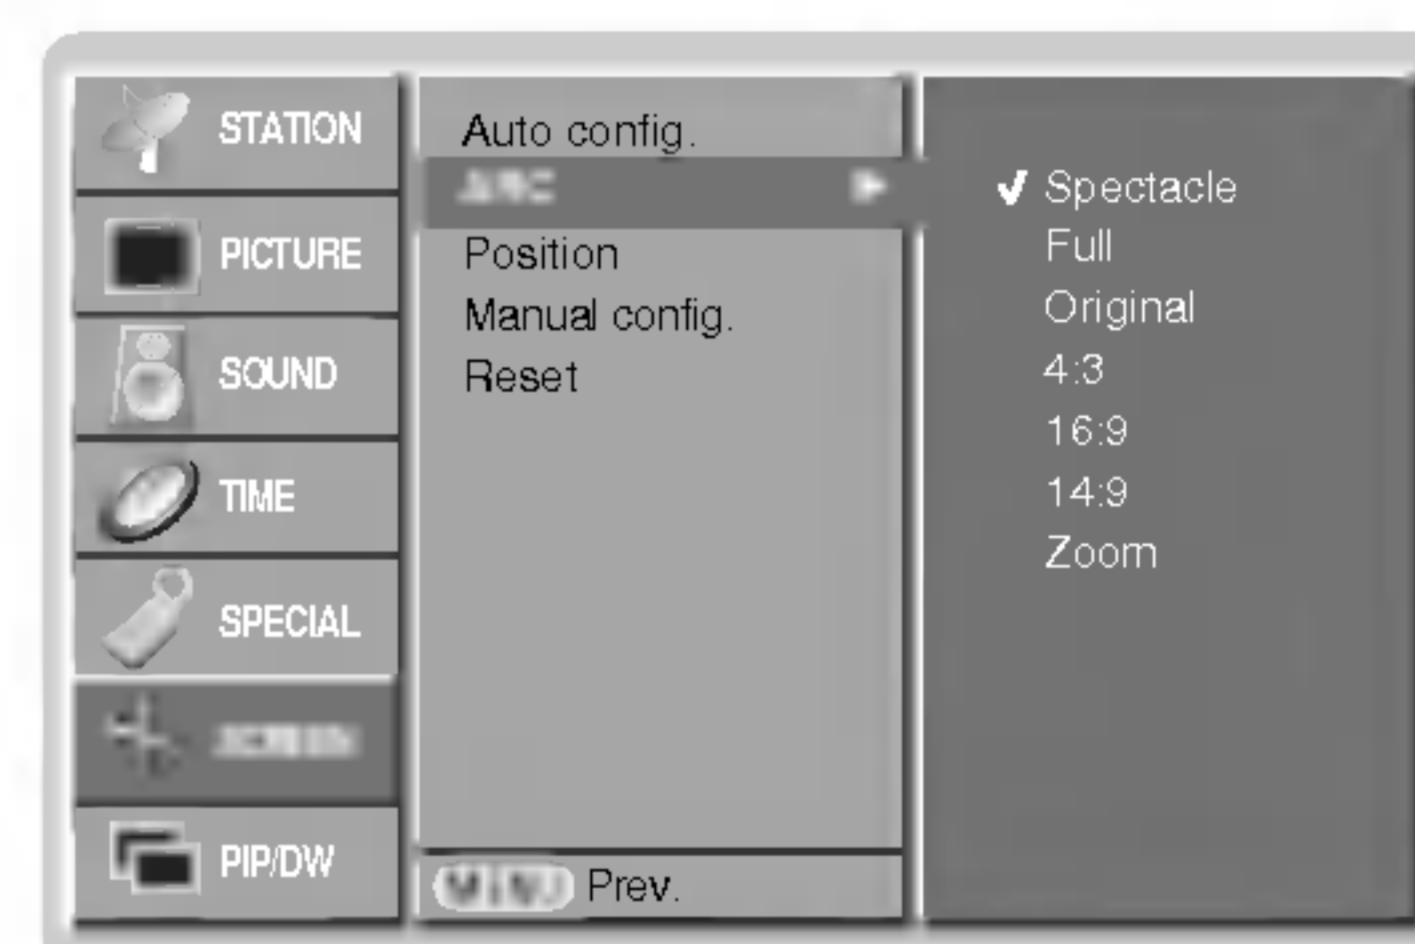 STATION
PICTURE
SOUND
TIME
SPECIAL
PIP/DW
Auto config.
Position
Manual config.
Reset
Prev.
Spectacle
Full
Original
4:3
16:9
14:9
Zoom